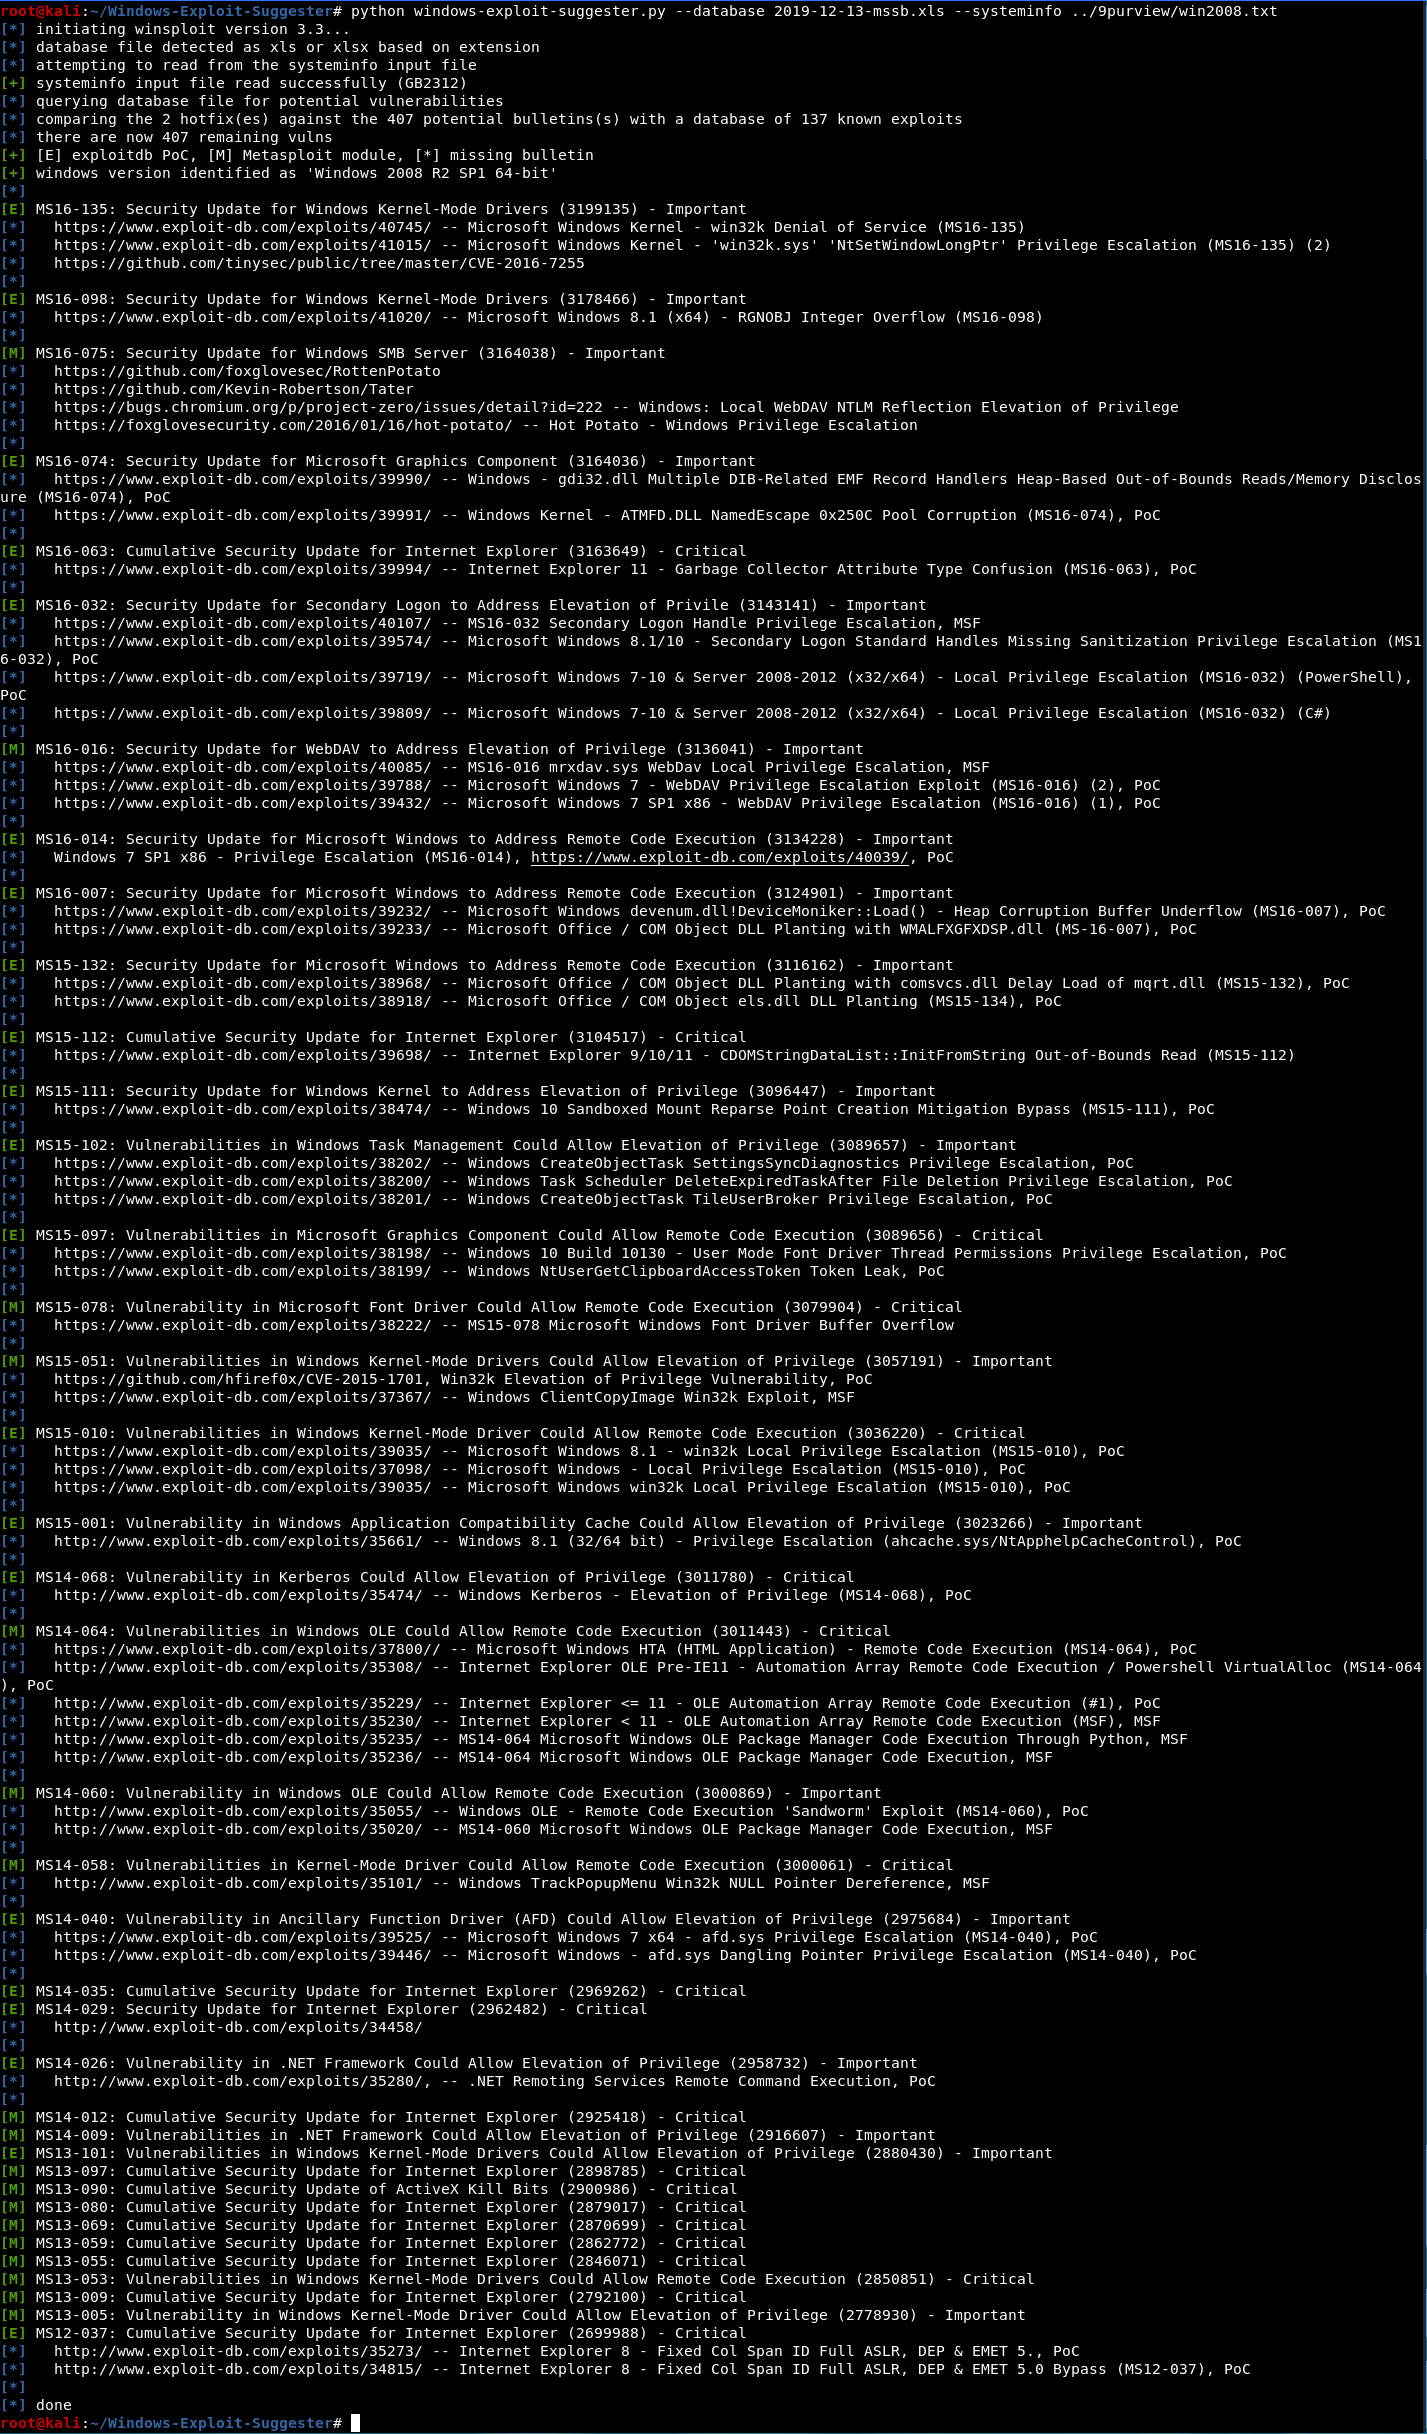 root@kali:~/Windows-Exploit-Suggester# python windows-exploit-suggester.py --database 2019-12-13-mssb.xls --systeminfo ../9purview/win2008.txt
[*] initiating winsploit version 3.3...
[*] database file detected as xls or xlsx based on extension
[*] attempting to read from the systeminfo input file
[+] systeminfo input file read successfully (GB2312)
[*] querying database file for potential vulnerabilities
[*] comparing the 2 hotfix(es) against the 407 potential bulletins(s) with a database of 137 known exploits
[*] there are now 407 remaining vulns
[+] [E] exploitdb PoC, [M] Metasploit module, [*] missing bulletin
[+] windows version identified as 'Windows 2008 R2 SP1 64-bit'
[*]
[E] MS16-135: Security Update for Windows Kernel-Mode Drivers (3199135) - Important
[*]   https://www.exploit-db.com/exploits/40745/ -- Microsoft Windows Kernel - win32k Denial of Service (MS16-135)
[*]   https://www.exploit-db.com/exploits/41015/ -- Microsoft Windows Kernel - 'win32k.sys' 'NtSetWindowLongPtr' Privilege Escalation (MS16-135) (2)
[*]   https://github.com/tinysec/public/tree/master/CVE-2016-7255
[*]
[E] MS16-098: Security Update for Windows Kernel-Mode Drivers (3178466) - Important
[*]   https://www.exploit-db.com/exploits/41020/ -- Microsoft Windows 8.1 (x64) - RGNOBJ Integer Overflow (MS16-098)
[*]
[M] MS16-075: Security Update for Windows SMB Server (3164038) - Important
[*]   https://github.com/foxglovesec/RottenPotato
[*]   https://github.com/Kevin-Robertson/Tater
[*]   https://bugs.chromium.org/p/project-zero/issues/detail?id=222 -- Windows: Local WebDAV NTLM Reflection Elevation of Privilege
[*]   https://foxglovesecurity.com/2016/01/16/hot-potato/ -- Hot Potato - Windows Privilege Escalation
[*]
[E] MS16-074: Security Update for Microsoft Graphics Component (3164036) - Important
[*]   https://www.exploit-db.com/exploits/39990/ -- Windows - gdi32.dll Multiple DIB-Related EMF Record Handlers Heap-Based Out-of-Bounds Reads/Memory Disclos
ure (MS16-074), PoC
[*]   https://www.exploit-db.com/exploits/39991/ -- Windows Kernel - ATMFD.DLL NamedEscape 0x250C Pool Corruption (MS16-074), PoC
[*]
[E] MS16-063: Cumulative Security Update for Internet Explorer (3163649) - Critical
[*]   https://www.exploit-db.com/exploits/39994/ -- Internet Explorer 11 - Garbage Collector Attribute Type Confusion (MS16-063), PoC
[*]
[E] MS16-032: Security Update for Secondary Logon to Address Elevation of Privile (3143141) - Important
[*]   https://www.exploit-db.com/exploits/40107/ -- MS16-032 Secondary Logon Handle Privilege Escalation, MSF
[*]   https://www.exploit-db.com/exploits/39574/ -- Microsoft Windows 8.1/10 - Secondary Logon Standard Handles Missing Sanitization Privilege Escalation (MS1
6-032), PoC
[*]   https://www.exploit-db.com/exploits/39719/ -- Microsoft Windows 7-10 & Server 2008-2012 (x32/x64) - Local Privilege Escalation (MS16-032) (PowerShell),
PoC
[*]   https://www.exploit-db.com/exploits/39809/ -- Microsoft Windows 7-10 & Server 2008-2012 (x32/x64) - Local Privilege Escalation (MS16-032) (C#)
[*]
[M] MS16-016: Security Update for WebDAV to Address Elevation of Privilege (3136041) - Important
[*]   https://www.exploit-db.com/exploits/40085/ -- MS16-016 mrxdav.sys WebDav Local Privilege Escalation, MSF
[*]   https://www.exploit-db.com/exploits/39788/ -- Microsoft Windows 7 - WebDAV Privilege Escalation Exploit (MS16-016) (2), PoC
[*]   https://www.exploit-db.com/exploits/39432/ -- Microsoft Windows 7 SP1 x86 - WebDAV Privilege Escalation (MS16-016) (1), PoC
[*]
[E] MS16-014: Security Update for Microsoft Windows to Address Remote Code Execution (3134228) - Important
[*]   Windows 7 SP1 x86 - Privilege Escalation (MS16-014), https://www.exploit-db.com/exploits/40039/, PoC
[*]
[E] MS16-007: Security Update for Microsoft Windows to Address Remote Code Execution (3124901) - Important
[*]   https://www.exploit-db.com/exploits/39232/ -- Microsoft Windows devenum.dll!DeviceMoniker::Load() - Heap Corruption Buffer Underflow (MS16-007), PoC
[*]   https://www.exploit-db.com/exploits/39233/ -- Microsoft Office / COM Object DLL Planting with WMALFXGFXDSP.dll (MS-16-007), PoC
[*]
[E] MS15-132: Security Update for Microsoft Windows to Address Remote Code Execution (3116162) - Important
[*]   https://www.exploit-db.com/exploits/38968/ -- Microsoft Office / COM Object DLL Planting with comsvcs.dll Delay Load of mqrt.dll (MS15-132), PoC
[*]   https://www.exploit-db.com/exploits/38918/ -- Microsoft Office / COM Object els.dll DLL Planting (MS15-134), PoC
[*]
[E] MS15-112: Cumulative Security Update for Internet Explorer (3104517) - Critical
[*]   https://www.exploit-db.com/exploits/39698/ -- Internet Explorer 9/10/11 - CDOMStringDataList::InitFromString Out-of-Bounds Read (MS15-112)
[*]
[E] MS15-111: Security Update for Windows Kernel to Address Elevation of Privilege (3096447) - Important
[*]   https://www.exploit-db.com/exploits/38474/ -- Windows 10 Sandboxed Mount Reparse Point Creation Mitigation Bypass (MS15-111), PoC
[*]
[E] MS15-102: Vulnerabilities in Windows Task Management Could Allow Elevation of Privilege (3089657) - Important
[*]   https://www.exploit-db.com/exploits/38202/ -- Windows CreateObjectTask SettingsSyncDiagnostics Privilege Escalation, PoC
[*]   https://www.exploit-db.com/exploits/38200/ -- Windows Task Scheduler DeleteExpiredTaskAfter File Deletion Privilege Escalation, PoC
[*]   https://www.exploit-db.com/exploits/38201/ -- Windows CreateObjectTask TileUserBroker Privilege Escalation, PoC
[*]
[E] MS15-097: Vulnerabilities in Microsoft Graphics Component Could Allow Remote Code Execution (3089656) - Critical
[*]   https://www.exploit-db.com/exploits/38198/ -- Windows 10 Build 10130 - User Mode Font Driver Thread Permissions Privilege Escalation, PoC
[*]   https://www.exploit-db.com/exploits/38199/ -- Windows NtUserGetClipboardAccessToken Token Leak, PoC
[*]
[M] MS15-078: Vulnerability in Microsoft Font Driver Could Allow Remote Code Execution (3079904) - Critical
[*]   https://www.exploit-db.com/exploits/38222/ -- MS15-078 Microsoft Windows Font Driver Buffer Overflow
[*]
[M] MS15-051: Vulnerabilities in Windows Kernel-Mode Drivers Could Allow Elevation of Privilege (3057191) - Important
[*]   https://github.com/hfiref0x/CVE-2015-1701, Win32k Elevation of Privilege Vulnerability, PoC
[*]   https://www.exploit-db.com/exploits/37367/ -- Windows ClientCopyImage Win32k Exploit, MSF
[*]
[E] MS15-010: Vulnerabilities in Windows Kernel-Mode Driver Could Allow Remote Code Execution (3036220) - Critical
[*]   https://www.exploit-db.com/exploits/39035/ -- Microsoft Windows 8.1 - win32k Local Privilege Escalation (MS15-010), PoC
[*]   https://www.exploit-db.com/exploits/37098/ -- Microsoft Windows - Local Privilege Escalation (MS15-010), PoC
[*]   https://www.exploit-db.com/exploits/39035/ -- Microsoft Windows win32k Local Privilege Escalation (MS15-010), PoC
[*]
[E] MS15-001: Vulnerability in Windows Application Compatibility Cache Could Allow Elevation of Privilege (3023266) - Important
[*]   http://www.exploit-db.com/exploits/35661/ -- Windows 8.1 (32/64 bit) - Privilege Escalation (ahcache.sys/NtApphelpCacheControl), PoC
[*]
[E] MS14-068: Vulnerability in Kerberos Could Allow Elevation of Privilege (3011780) - Critical
[*]   http://www.exploit-db.com/exploits/35474/ -- Windows Kerberos - Elevation of Privilege (MS14-068), PoC
[*]
[M] MS14-064: Vulnerabilities in Windows OLE Could Allow Remote Code Execution (3011443) - Critical
[*]   https://www.exploit-db.com/exploits/37800// -- Microsoft Windows HTA (HTML Application) - Remote Code Execution (MS14-064), PoC
[*]   http://www.exploit-db.com/exploits/35308/ -- Internet Explorer OLE Pre-IE11 - Automation Array Remote Code Execution / Powershell VirtualAlloc (MS14-064
), PoC
[*]   http://www.exploit-db.com/exploits/35229/ -- Internet Explorer <= 11 - OLE Automation Array Remote Code Execution (#1), PoC
[*]   http://www.exploit-db.com/exploits/35230/ -- Internet Explorer < 11 - OLE Automation Array Remote Code Execution (MSF), MSF
[*]   http://www.exploit-db.com/exploits/35235/ -- MS14-064 Microsoft Windows OLE Package Manager Code Execution Through Python, MSF
[*]   http://www.exploit-db.com/exploits/35236/ -- MS14-064 Microsoft Windows OLE Package Manager Code Execution, MSF
[*]
[M] MS14-060: Vulnerability in Windows OLE Could Allow Remote Code Execution (3000869) - Important
[*]   http://www.exploit-db.com/exploits/35055/ -- Windows OLE - Remote Code Execution 'Sandworm' Exploit (MS14-060), PoC
[*]   http://www.exploit-db.com/exploits/35020/ -- MS14-060 Microsoft Windows OLE Package Manager Code Execution, MSF
[*]
[M] MS14-058: Vulnerabilities in Kernel-Mode Driver Could Allow Remote Code Execution (3000061) - Critical
[*]   http://www.exploit-db.com/exploits/35101/ -- Windows TrackPopupMenu Win32k NULL Pointer Dereference, MSF
[*]
[E] MS14-040: Vulnerability in Ancillary Function Driver (AFD) Could Allow Elevation of Privilege (2975684) - Important
[*]   https://www.exploit-db.com/exploits/39525/ -- Microsoft Windows 7 x64 - afd.sys Privilege Escalation (MS14-040), PoC
[*]   https://www.exploit-db.com/exploits/39446/ -- Microsoft Windows - afd.sys Dangling Pointer Privilege Escalation (MS14-040), PoC
[*]
[E] MS14-035: Cumulative Security Update for Internet Explorer (2969262) - Critical
[E] MS14-029: Security Update for Internet Explorer (2962482) - Critical
[*]   http://www.exploit-db.com/exploits/34458/
[*]
[E] MS14-026: Vulnerability in .NET Framework Could Allow Elevation of Privilege (2958732) - Important
[*]   http://www.exploit-db.com/exploits/35280/, -- .NET Remoting Services Remote Command Execution, PoC
[*]
[M] MS14-012: Cumulative Security Update for Internet Explorer (2925418) - Critical
[M] MS14-009: Vulnerabilities in .NET Framework Could Allow Elevation of Privilege (2916607) - Important
[E] MS13-101: Vulnerabilities in Windows Kernel-Mode Drivers Could Allow Elevation of Privilege (2880430) - Important
[M] MS13-097: Cumulative Security Update for Internet Explorer (2898785) - Critical
[M] MS13-090: Cumulative Security Update of ActiveX Kill Bits (2900986) - Critical
[M] MS13-080: Cumulative Security Update for Internet Explorer (2879017) - Critical
[M] MS13-069: Cumulative Security Update for Internet Explorer (2870699) - Critical
[M] MS13-059: Cumulative Security Update for Internet Explorer (2862772) - Critical
[M] MS13-055: Cumulative Security Update for Internet Explorer (2846071) - Critical
[M] MS13-053: Vulnerabilities in Windows Kernel-Mode Drivers Could Allow Remote Code Execution (2850851) - Critical
[M] MS13-009: Cumulative Security Update for Internet Explorer (2792100) - Critical
[M] MS13-005: Vulnerability in Windows Kernel-Mode Driver Could Allow Elevation of Privilege (2778930) - Important
[E] MS12-037: Cumulative Security Update for Internet Explorer (2699988) - Critical
[*]   http://www.exploit-db.com/exploits/35273/ -- Internet Explorer 8 - Fixed Col Span ID Full ASLR, DEP & EMET 5., PoC
[*]   http://www.exploit-db.com/exploits/34815/ -- Internet Explorer 8 - Fixed Col Span ID Full ASLR, DEP & EMET 5.0 Bypass (MS12-037), PoC
[*]
[*] done
root@kali:~/Windows-Exploit-Suggester#